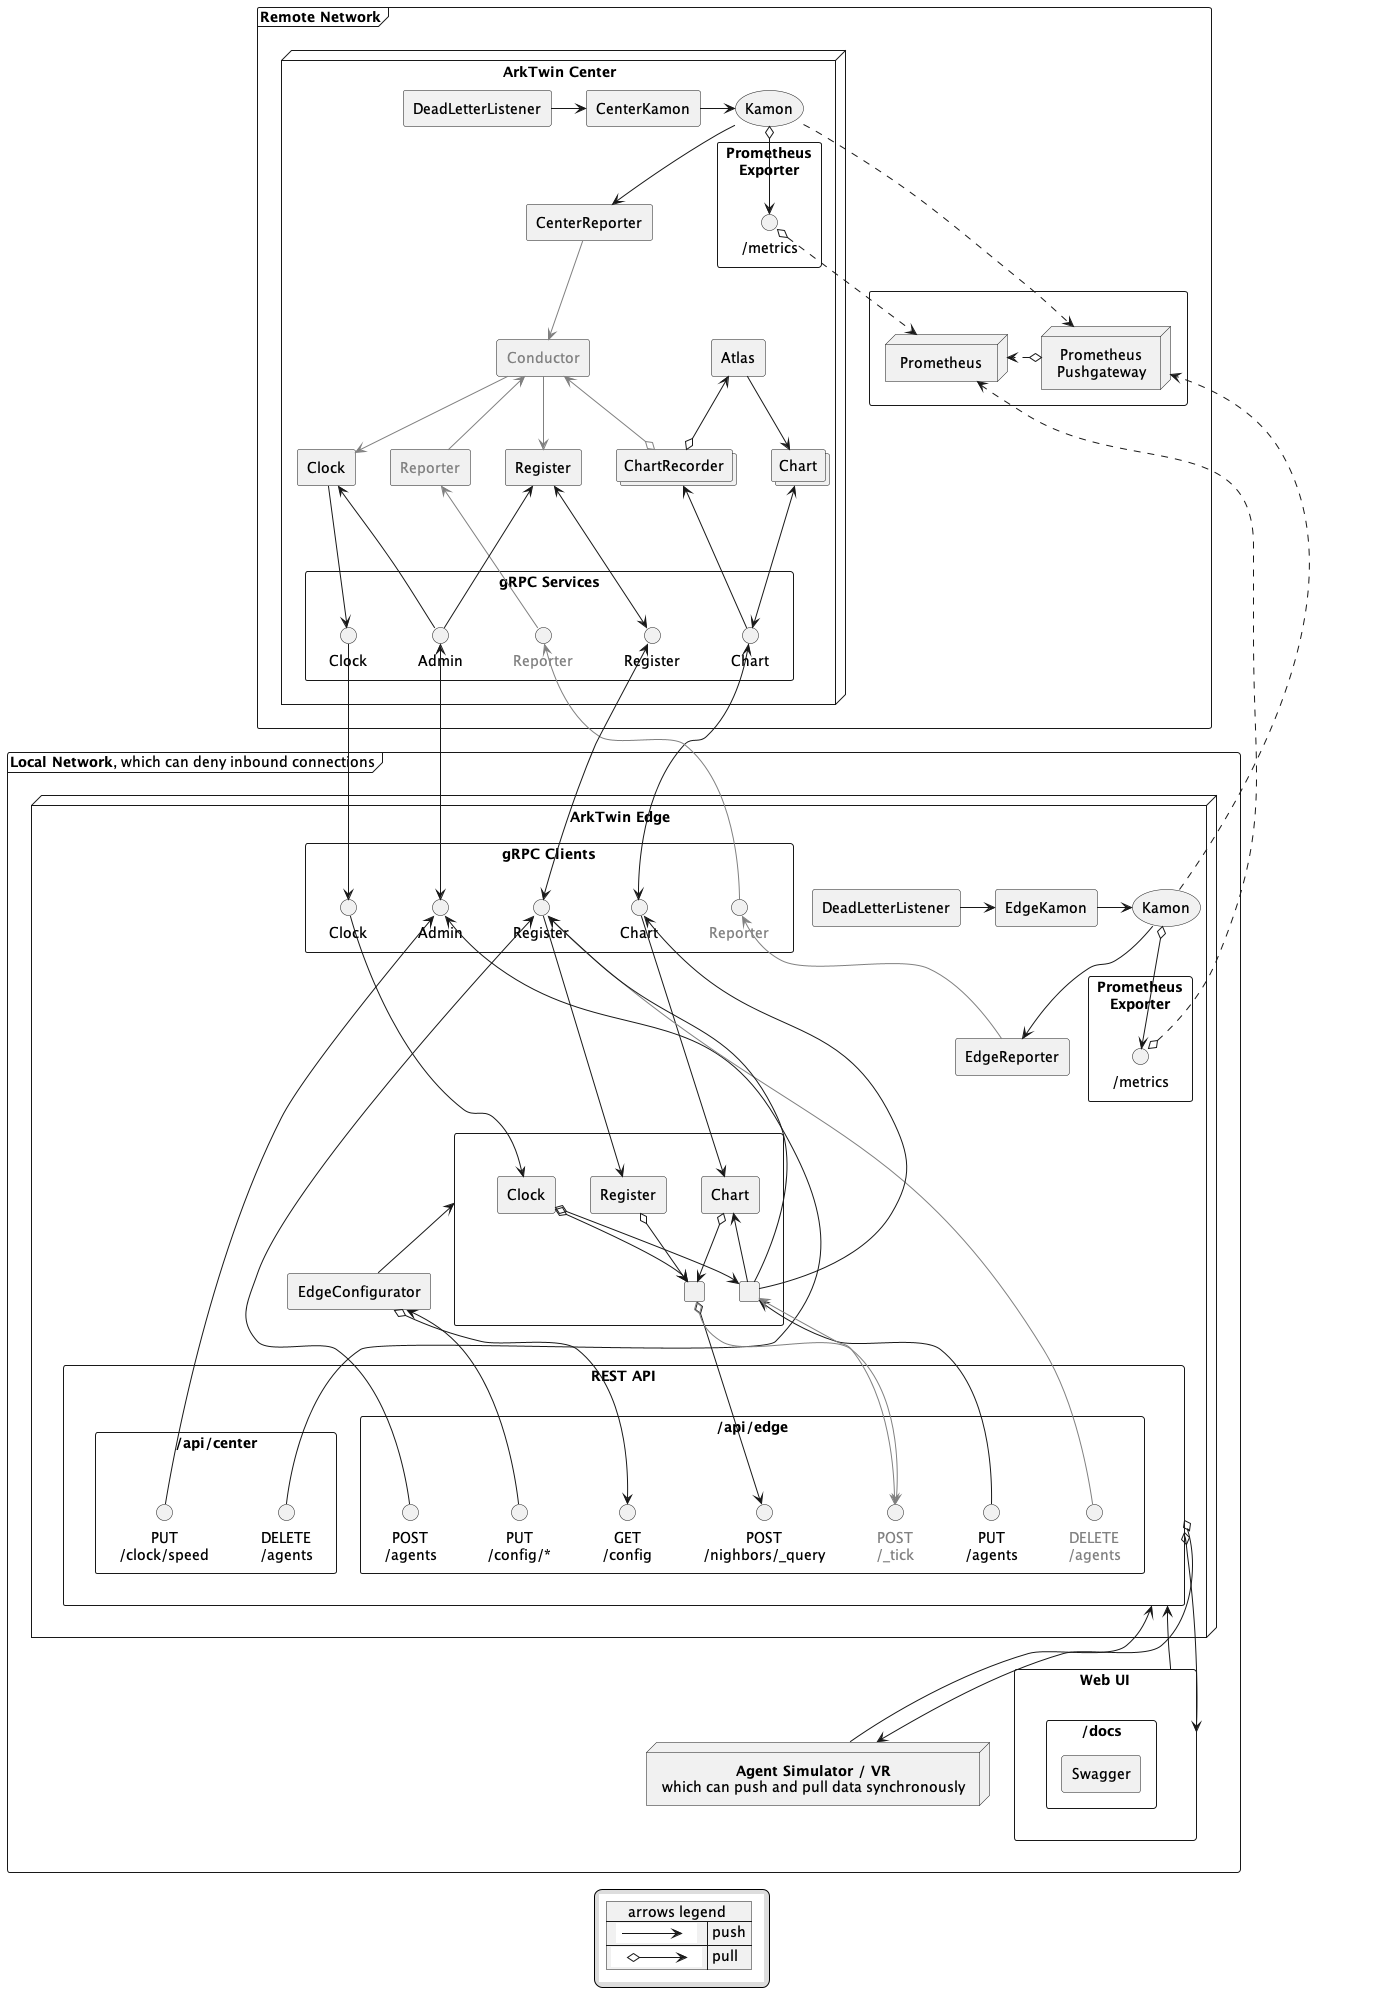 Remote Network
ArkTwin Center
DeadLetterListener
CenterKamon
Kamon
Prometheus
Exporter
CenterReporter
/metrics
Conductor
Atlas
Prometheus
Prometheus
Pushgateway
Clock
Reporter
Register
ChartRecorder
Chart
gRPC Services
Clock
Admin
Reporter
Register
Chart
Local Network, which can deny inbound connections
ArkTwin Edge
gRPC Clients
Clock
Admin
Register
Chart
Reporter
DeadLetterListener
EdgeKamon
Kamon
Prometheus
Exporter
EdgeReporter
/metrics
Clock
Register
Chart
EdgeConfigurator
REST API
/api/center
/api/edge
PUT
/clock/speed
DELETE
/agents
POST
/agents
PUT
/config/*
GET
/config
POST
/neighbors/_query
POST
/_tick
PUT
/agents
DELETE
/agents
Web UI
/docs
Swagger
Agent Simulator / VR
which can push and pull data synchronously
arrows legend
push
pull